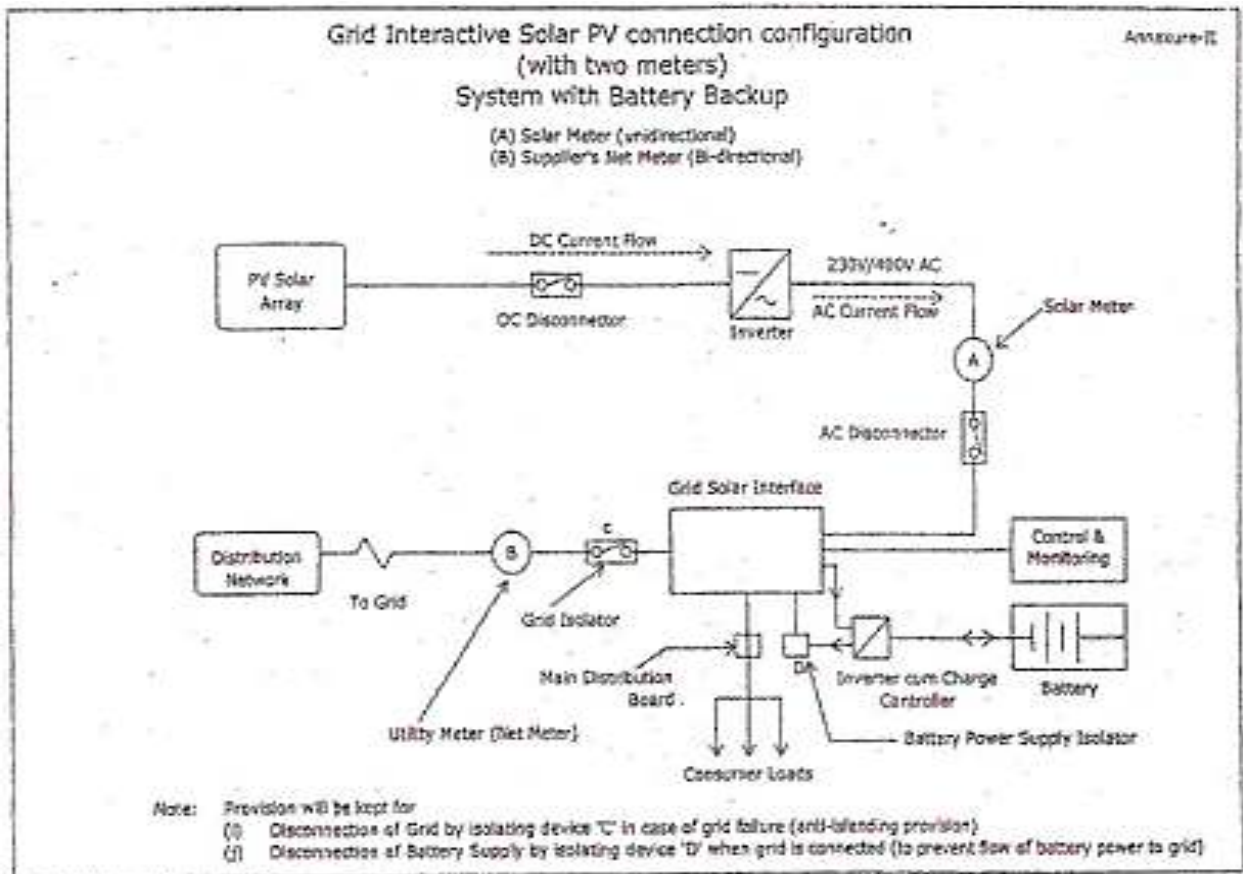 Grid Interactive Solar PV connection configuration
Annexure-II
(with two meters)
System with Battery Backup
(A) Solar Meter (unidirectional)
(B) Supplier's Net Meter (Bi-directional)
DC Current Flow
PV Solar
Array
DC Disconnector
Inverter
230V/400V AC
AC Current Flow
Solar Meter
A
AC Disconnector
Grid Solar Interface
Distribution
Network
To Grid
B
C
Grid Isolator
Control &
Monitoring
Main Distribution
Board
D
Inverter cum Charge
Controller
Battery
Utility Meter (Net Meter)
Battery Power Supply Isolator
Consumer Loads
Note: Provision will be kept for
(i) Disconnection of Grid by isolating device 'C' in case of grid failure (anti-islanding provision)
(j) Disconnection of Battery Supply by isolating device 'D' when grid is connected (to prevent flow of battery power to grid)